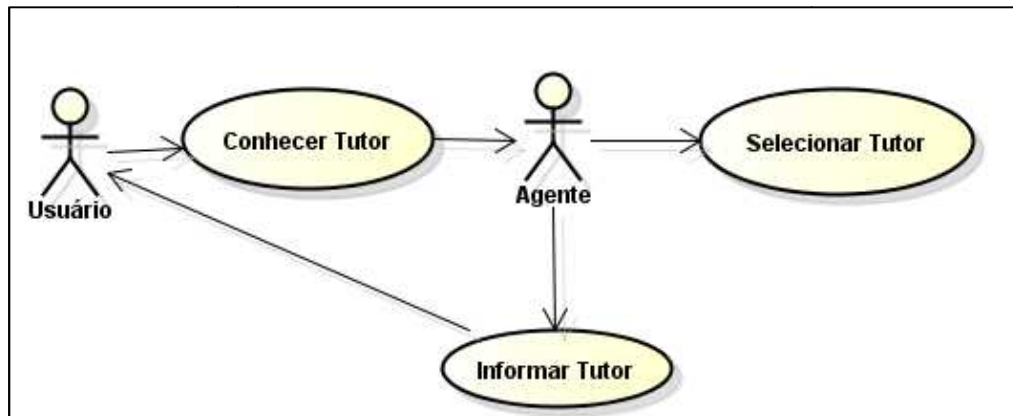 Conhecer Tutor
Selecionar Tutor
Usuário
Agente
Informar Tutor